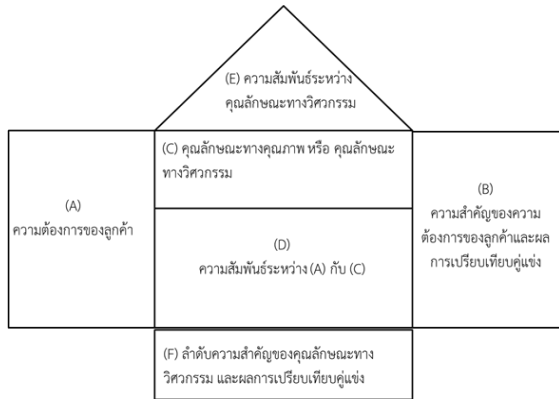 (E) ความสัมพันธ์ระหว่าง
คุณลักษณะทางวิศวกรรม
(C) คุณลักษณะทางคุณภาพ หรือ คุณลักษณะ
ทางวิศวกรรม
(A)
ความต้องการของลูกค้า
(B)
ความสำคัญของความ
ต้องการของลูกค้าและผล
การเปรียบเทียบคู่แข่ง
(D)
ความสัมพันธ์ระหว่าง (A) กับ (C)
(F) ลำดับความสำคัญของคุณลักษณะทาง
วิศวกรรม และผลการเปรียบเทียบคู่แข่ง